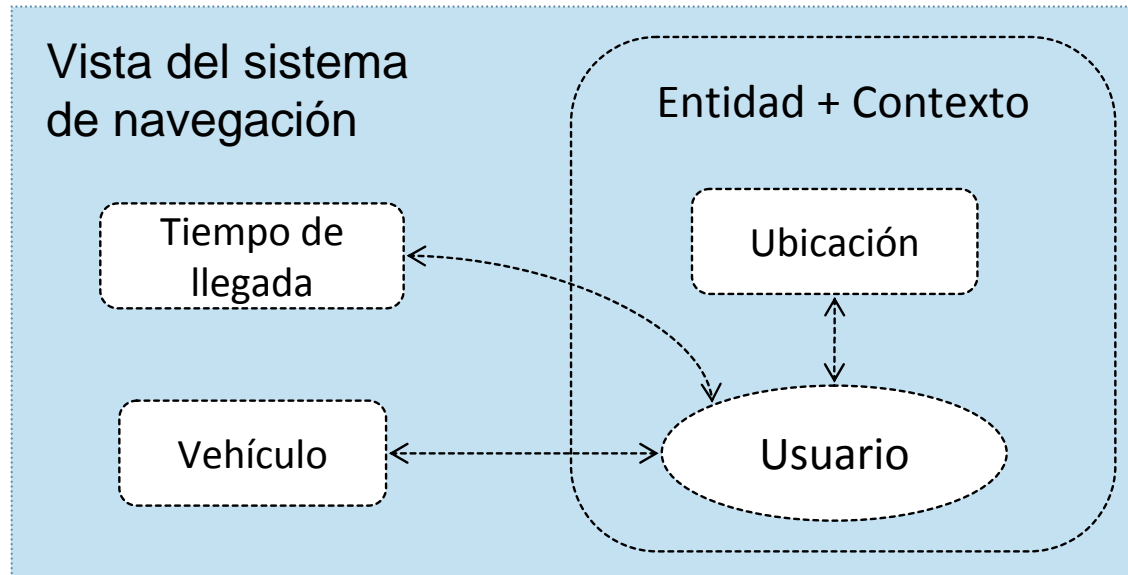 Vista del sistema
de navegación
Entidad + Contexto
Tiempo de
llegada
Ubicación
Vehículo
Usuario